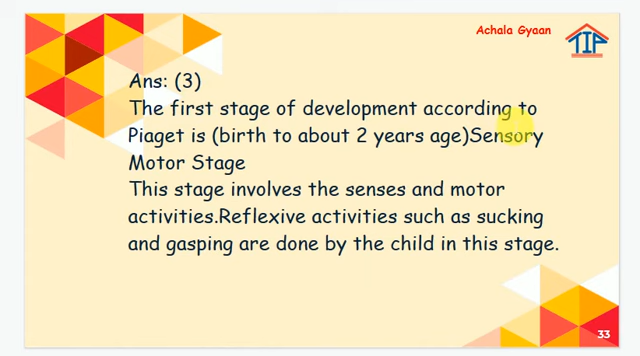 Achala Gyaan
TIP
Ans: (3)
The first stage of development according to
Piaget is (birth to about 2 years age)Sensory
Motor Stage
This stage involves the senses and motor
activities.Reflexive activities such as sucking
and gasping are done by the child in this stage.
33